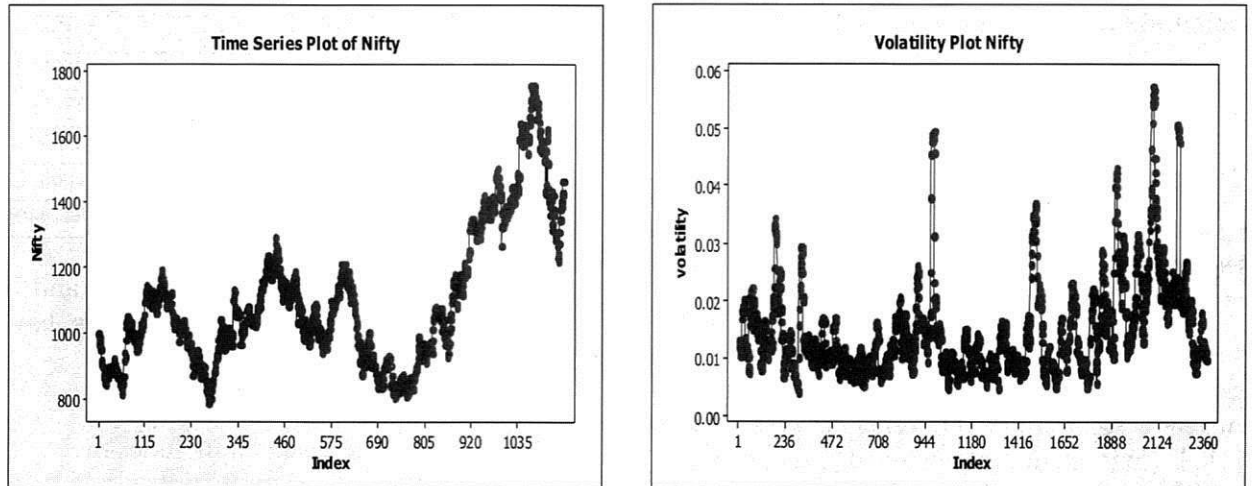 Time Series Plot of Nifty
1800
1600
1400
1200
1000
800
Nifty
1 115 230 345 460 575 690 805 920 1035
Index
Volatility Plot Nifty
0.06
0.05
0.04
0.03
0.02
0.01
0.00
volatility
1 236 472 708 944 1180 1416 1652 1888 2124 2360
Index